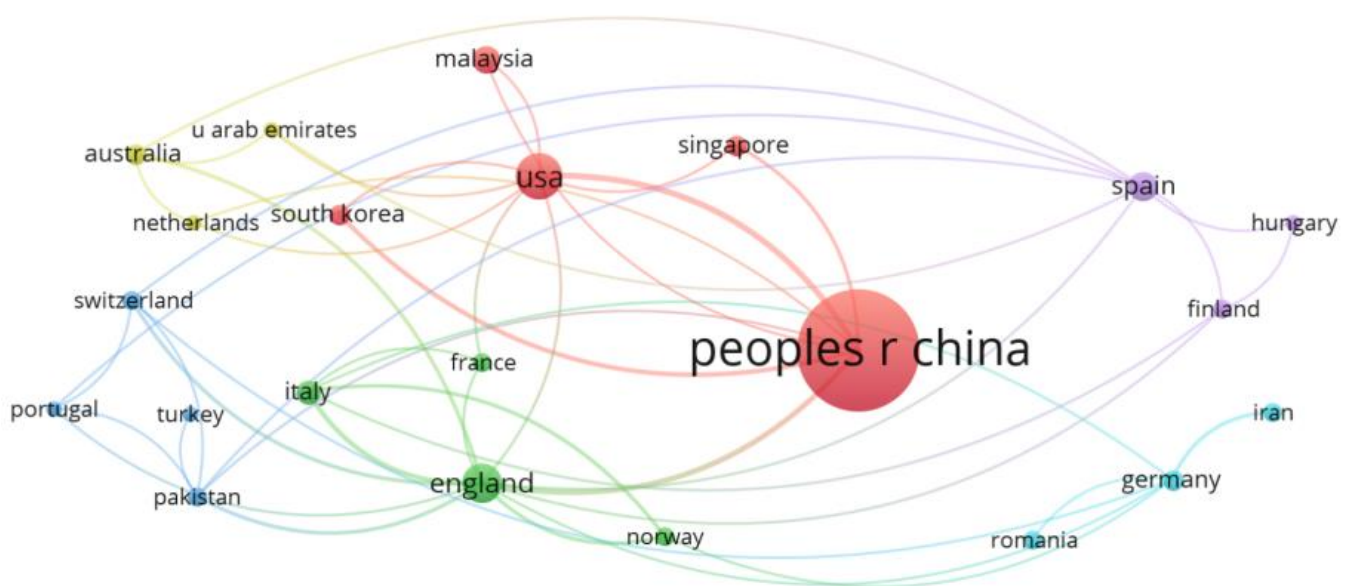 malaysia
u arab emirates
singapore
australia
usa
spain
south korea
netherlands
hungary
switzerland
finland
peoples r china
france
italy
portugal
turkey
iran
england
germany
pakistan
norway
romania